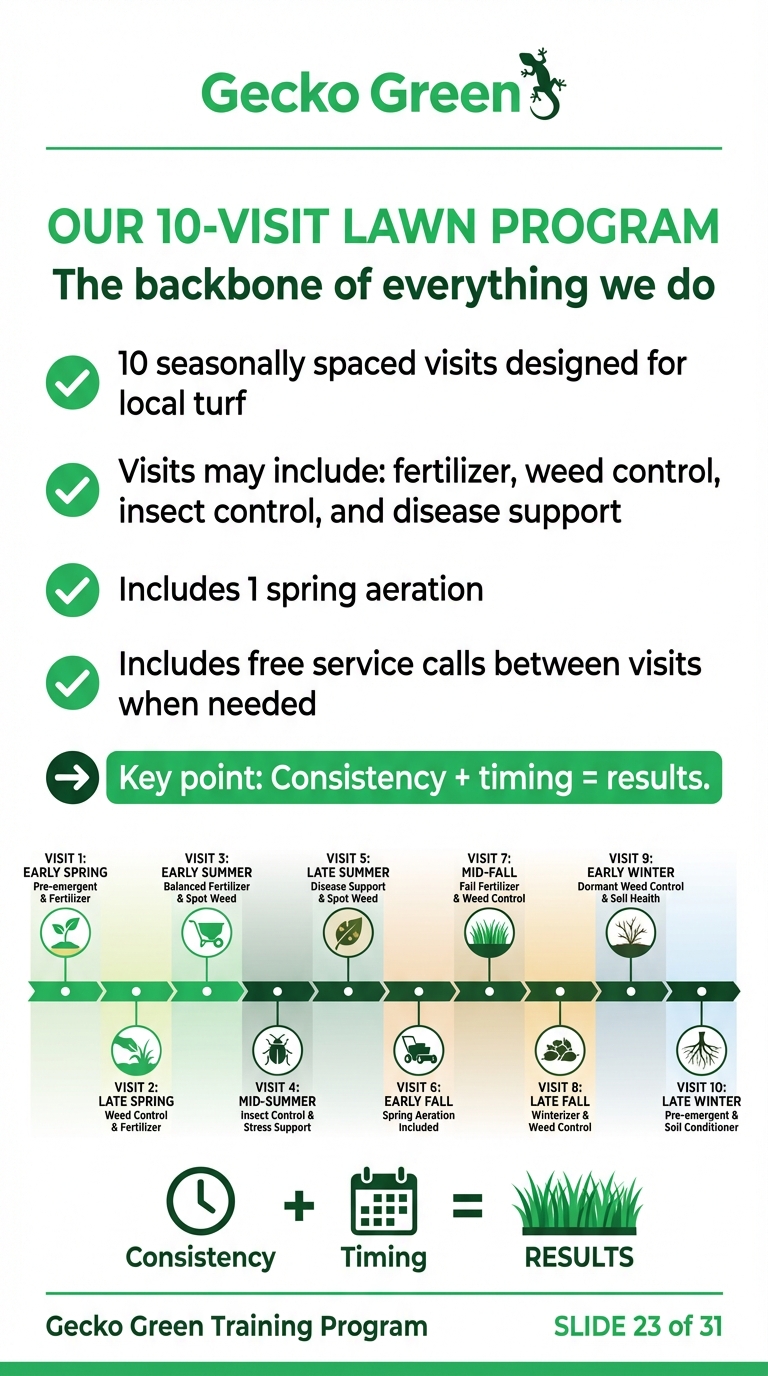 Gecko Green
OUR 10-VISIT LAWN PROGRAM
The backbone of everything we do
10 seasonally spaced visits designed for
local turf
Visits may include: fertilizer, weed control,
insect control, and disease support
Includes 1 spring aeration
Includes free service calls between visits
when needed
Key point: Consistency + timing = results.
VISIT 1:
EARLY SPRING
Pre-emergent
& Fertilizer
VISIT 3:
EARLY SUMMER
Balanced Fertilizer
& Spot Weed
VISIT 5:
LATE SUMMER
Disease Support
& Spot Weed
VISIT 7:
MID-FALL
Fall Fertilizer
& Weed Control
VISIT 9:
EARLY WINTER
Dormant Weed Control
& Soil Health
VISIT 2:
LATE SPRING
Weed Control
& Fertilizer
VISIT 4:
MID-SUMMER
Insect Control &
Stress Support
VISIT 6:
EARLY FALL
Spring Aeration
Included
VISIT 8:
LATE FALL
Winterizer &
Weed Control
VISIT 10:
LATE WINTER
Pre-emergent &
Soil Conditioner
+
=
Consistency
Timing
RESULTS
Gecko Green Training Program
SLIDE 23 of 31